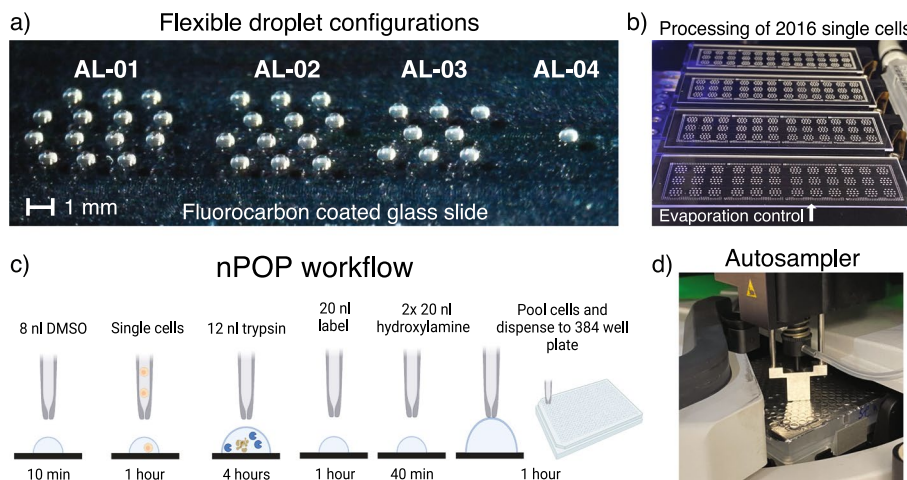 a)
Flexible droplet configurations
AL-01
AL-02
AL-03
AL-04
1 mm
Fluorocarbon coated glass slide
b)
Processing of 2016 single cells
Evaporation control
c)
nPOP workflow
8 nl DMSO
Single cells
12 nl trypsin
20 nl
label
2x 20 nl
hydroxylamine
Pool cells and
dispense to 384 well
plate
10 min
1 hour
4 hours
1 hour
40 min
1 hour
d)
Autosampler